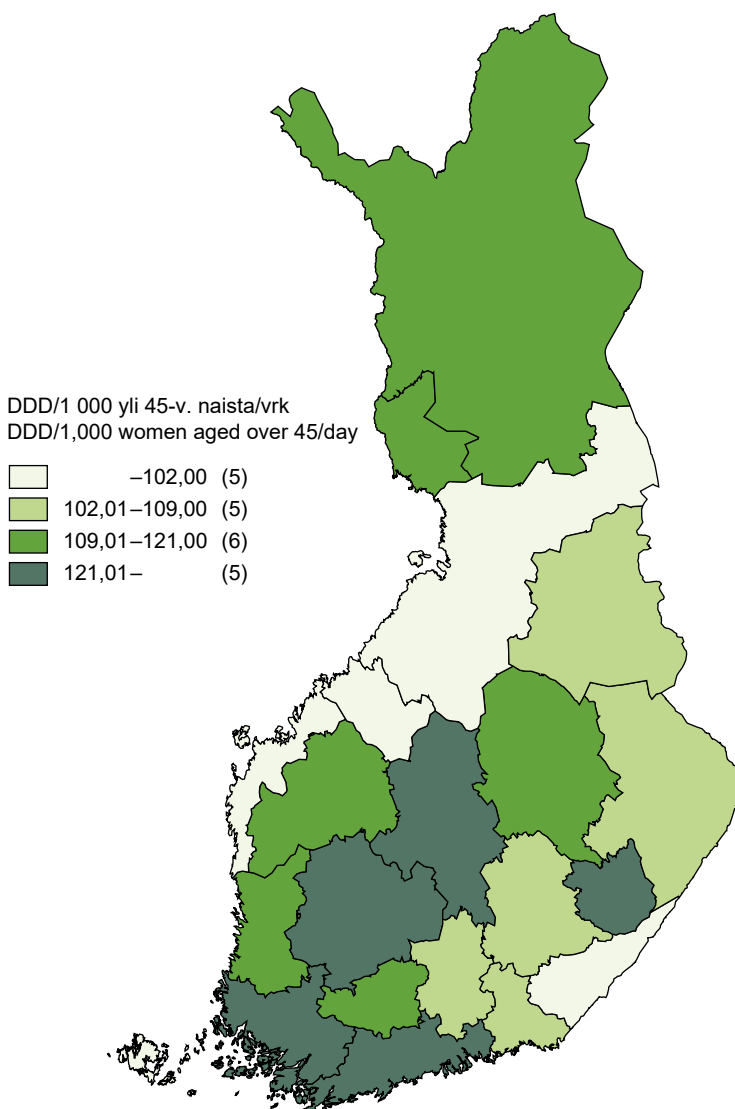 DDD/1 000 yli 45-v. naista/vrk
DDD/1,000 women aged over 45/day
–102,00 (5)
102,01–109,00 (5)
109,01–121,00 (6)
121,01– (5)